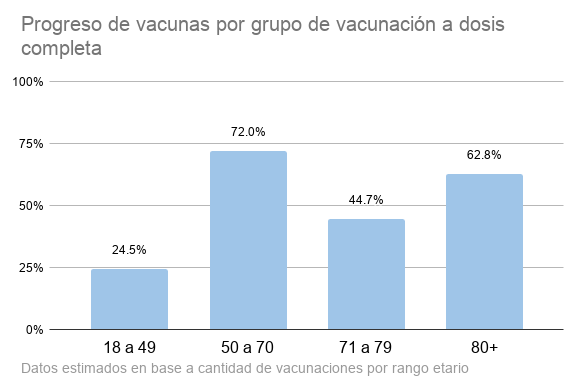 Progreso de vacunas por grupo de vacunación a dosis
completa
100%
75%
50%
25%
0%
24.5%
72.0%
44.7%
62.8%
18 a 49
50 a 70
71 a 79
80+
Datos estimados en base a cantidad de vacunaciones por rango etario